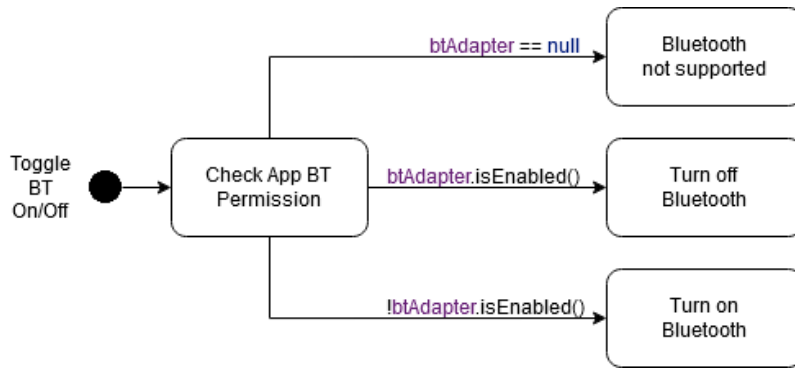 Toggle
BT
On/Off
Check App BT
Permission
btAdapter == null
Bluetooth
not supported
btAdapter.isEnabled()
Turn off
Bluetooth
!btAdapter.isEnabled()
Turn on
Bluetooth